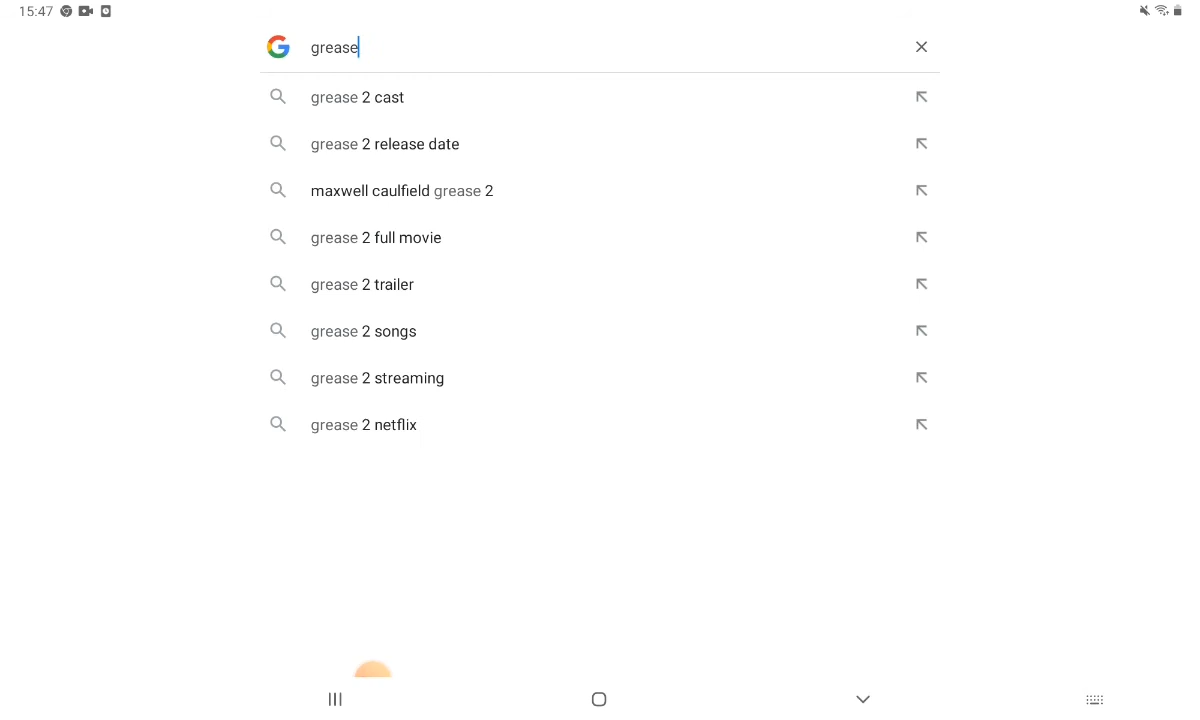 15:47
grease
grease 2 cast
grease 2 release date
maxwell caulfield grease 2
grease 2 full movie
grease 2 trailer
grease 2 songs
grease 2 streaming
grease 2 netflix